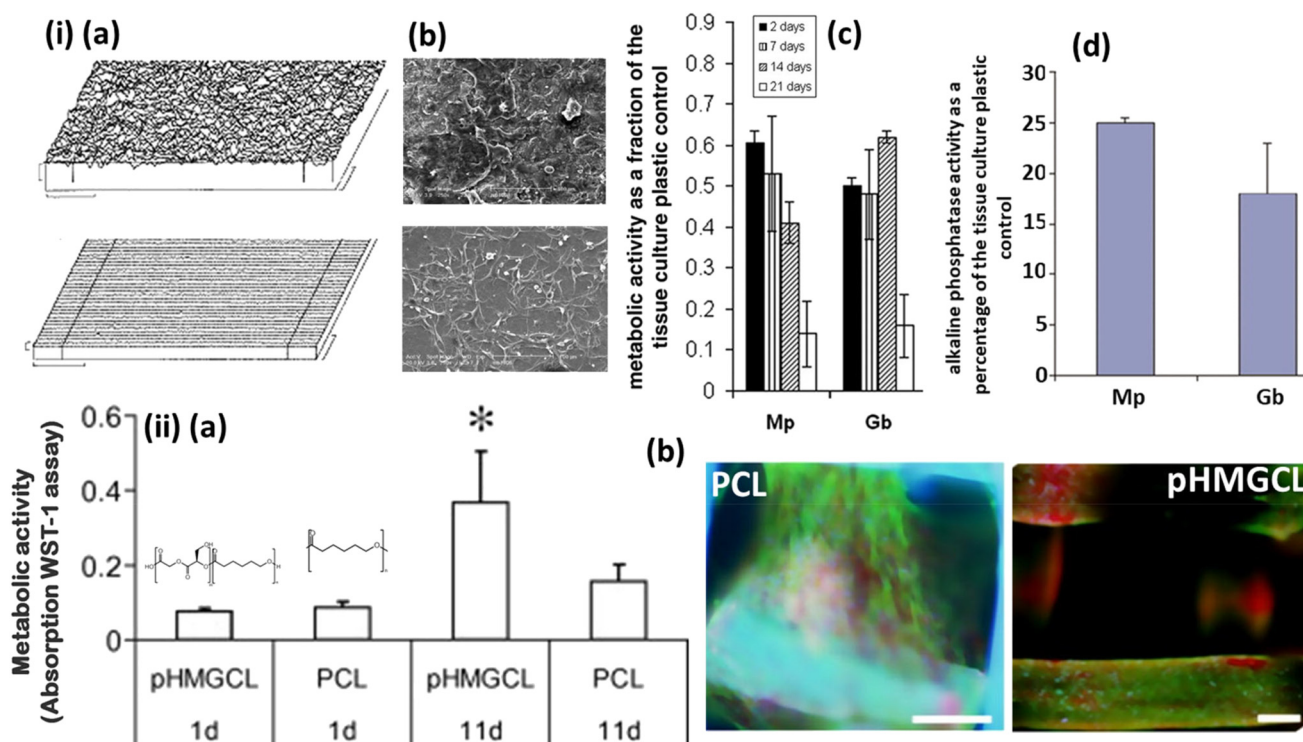 (i) (a)
(b)
metabolic activity as a fraction of the
tissue culture plastic control
0.9
0.8
0.7
0.6
0.5
0.4
0.3
0.2
0.1
0
2 days
7 days
14 days
21 days
(c)
Mp
Gb
(d)
alkaline phosphatase activity as a
percentage of the tissue culture plastic
control
30
25
20
15
10
5
0
Mp
Gb
(ii) (a)
Metabolic activity
(Absorption WST-1 assay)
0.6
0.4
0.2
0
*
HO
O
O
OH
O
O
O
O
H
O
O
pHMGCL
PCL
pHMGCL
PCL
1d
1d
11d
11d
(b)
PCL
pHMGCL